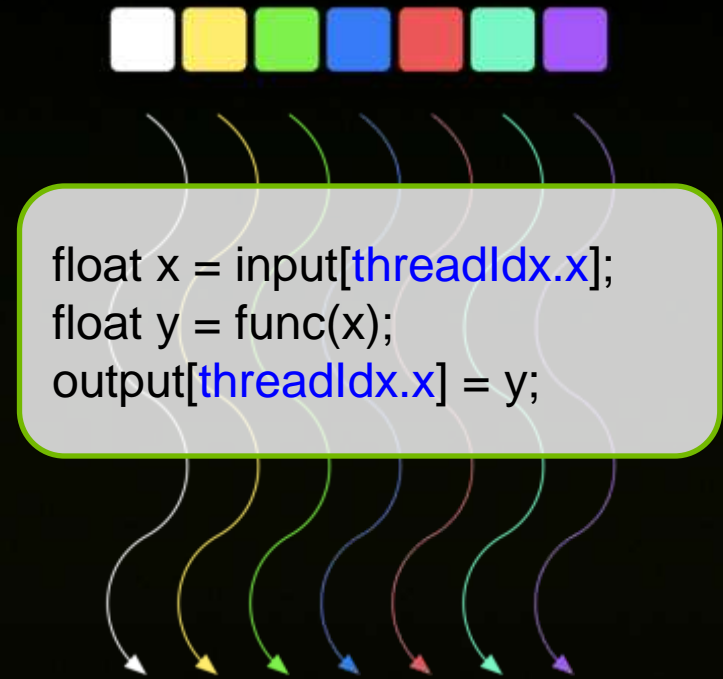 float x = input[threadIdx.x];
float y = func(x);
output[threadIdx.x] = y;